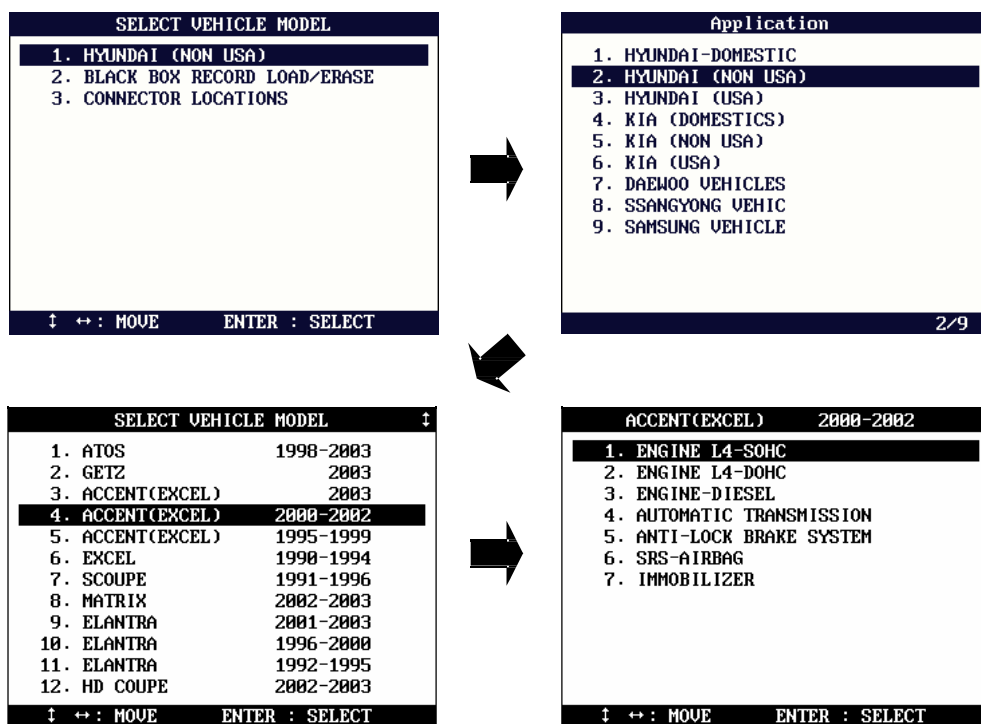 SELECT VEHICLE MODEL
1. HYUNDAI (NON USA)
2. BLACK BOX RECORD LOAD/ERASE
3. CONNECTOR LOCATIONS
↕ ↔: MOVE ENTER : SELECT
Application
1. HYUNDAI-DOMESTIC
2. HYUNDAI (NON USA)
3. HYUNDAI (USA)
4. KIA (DOMESTICS)
5. KIA (NON USA)
6. KIA (USA)
7. DAEWOO VEHICLES
8. SSANGYONG VEHIC
9. SAMSUNG VEHICLE
2/9
SELECT VEHICLE MODEL ↕
1. ATOS 1998-2003
2. GETZ 2003
3. ACCENT(EXCEL) 2003
4. ACCENT(EXCEL) 2000-2002
5. ACCENT(EXCEL) 1995-1999
6. EXCEL 1990-1994
7. SCOUPE 1991-1996
8. MATRIX 2002-2003
9. ELANTRA 2001-2003
10. ELANTRA 1996-2000
11. ELANTRA 1992-1995
12. HD COUPE 2002-2003
↕ ↔: MOVE ENTER : SELECT
ACCENT(EXCEL) 2000-2002
1. ENGINE L4-SOHC
2. ENGINE L4-DOHC
3. ENGINE-DIESEL
4. AUTOMATIC TRANSMISSION
5. ANTI-LOCK BRAKE SYSTEM
6. SRS-AIRBAG
7. IMMOBILIZER
↕ ↔: MOVE ENTER : SELECT